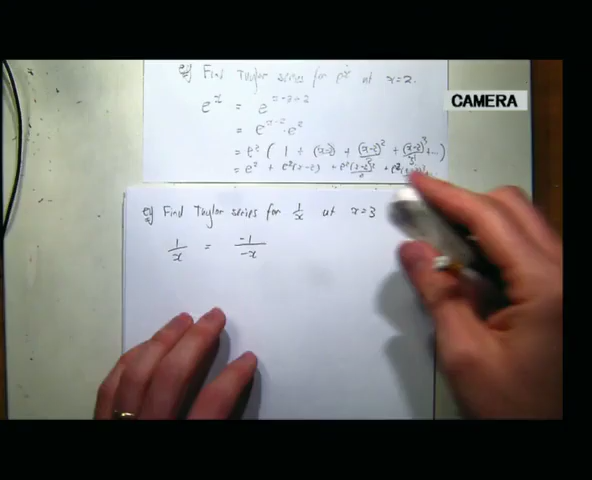 eg Find Taylor series for e^x at x=2.
CAMERA
e^x = e^{x-2+2}
= e^{x-2} · e^2
= e^2 ( 1 + (x-2) + (x-2)^2/2 + (x-2)^3/3! + ... )
= e^2 + e^2(x-2) + e^2(x-2)^2/2 + e^2
eg Find Taylor series for 1/x at x=3
1/x = -1/-x